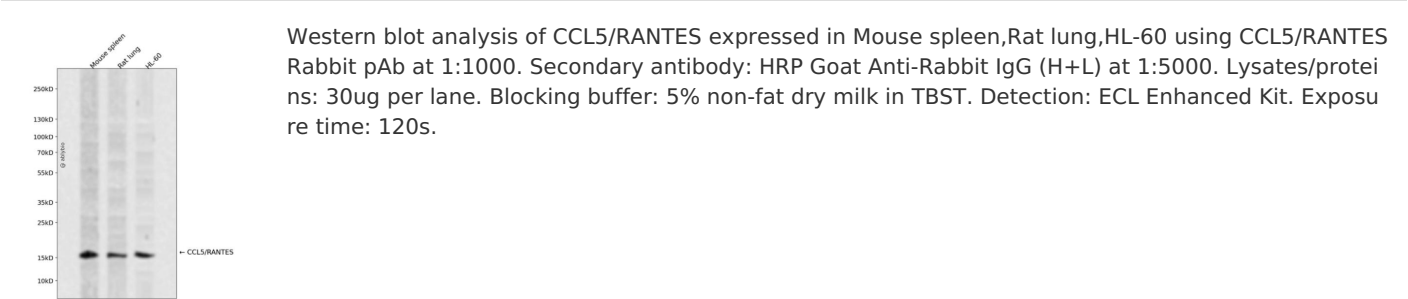 Mouse spleen
Rat lung
HL-60
250kD
130kD
100kD
70kD
55kD
35kD
25kD
15kD
10kD
← CCL5/RANTES
Western blot analysis of CCL5/RANTES expressed in Mouse spleen,Rat lung,HL-60 using CCL5/RANTES
Rabbit pAb at 1:1000. Secondary antibody: HRP Goat Anti-Rabbit IgG (H+L) at 1:5000. Lysates/protei
ns: 30ug per lane. Blocking buffer: 5% non-fat dry milk in TBST. Detection: ECL Enhanced Kit. Exposu
re time: 120s.